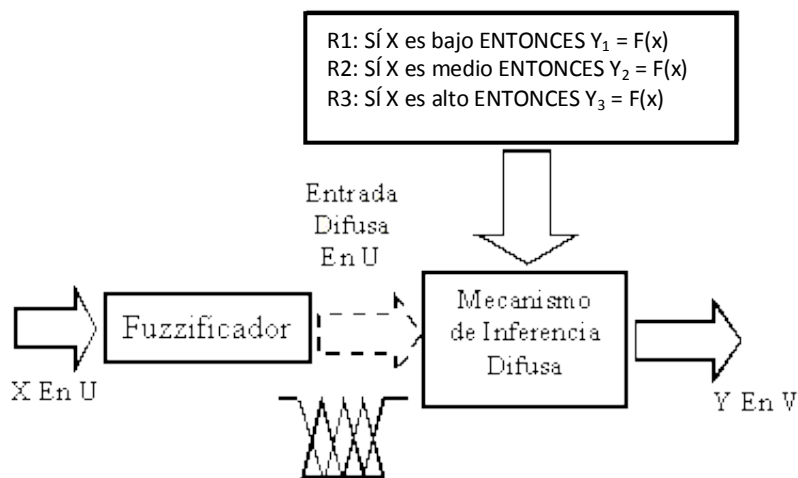 R1: SÍ X es bajo ENTONCES Y₁ = F(x)
R2: SÍ X es medio ENTONCES Y₂ = F(x)
R3: SÍ X es alto ENTONCES Y₃ = F(x)
Entrada
Difusa
En U
Fuzzificador
Mecanismo
de Inferencia
Difusa
X En U
Y En V